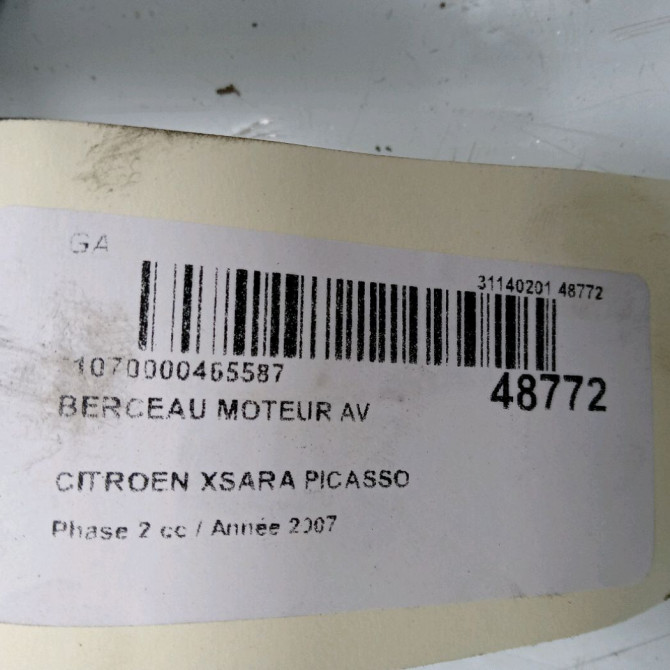 GA
31140201 48772
1070000465587
48772
BERCEAU MOTEUR AV
CITROEN XSARA PICASSO
Phase 2 cc / Année 2007